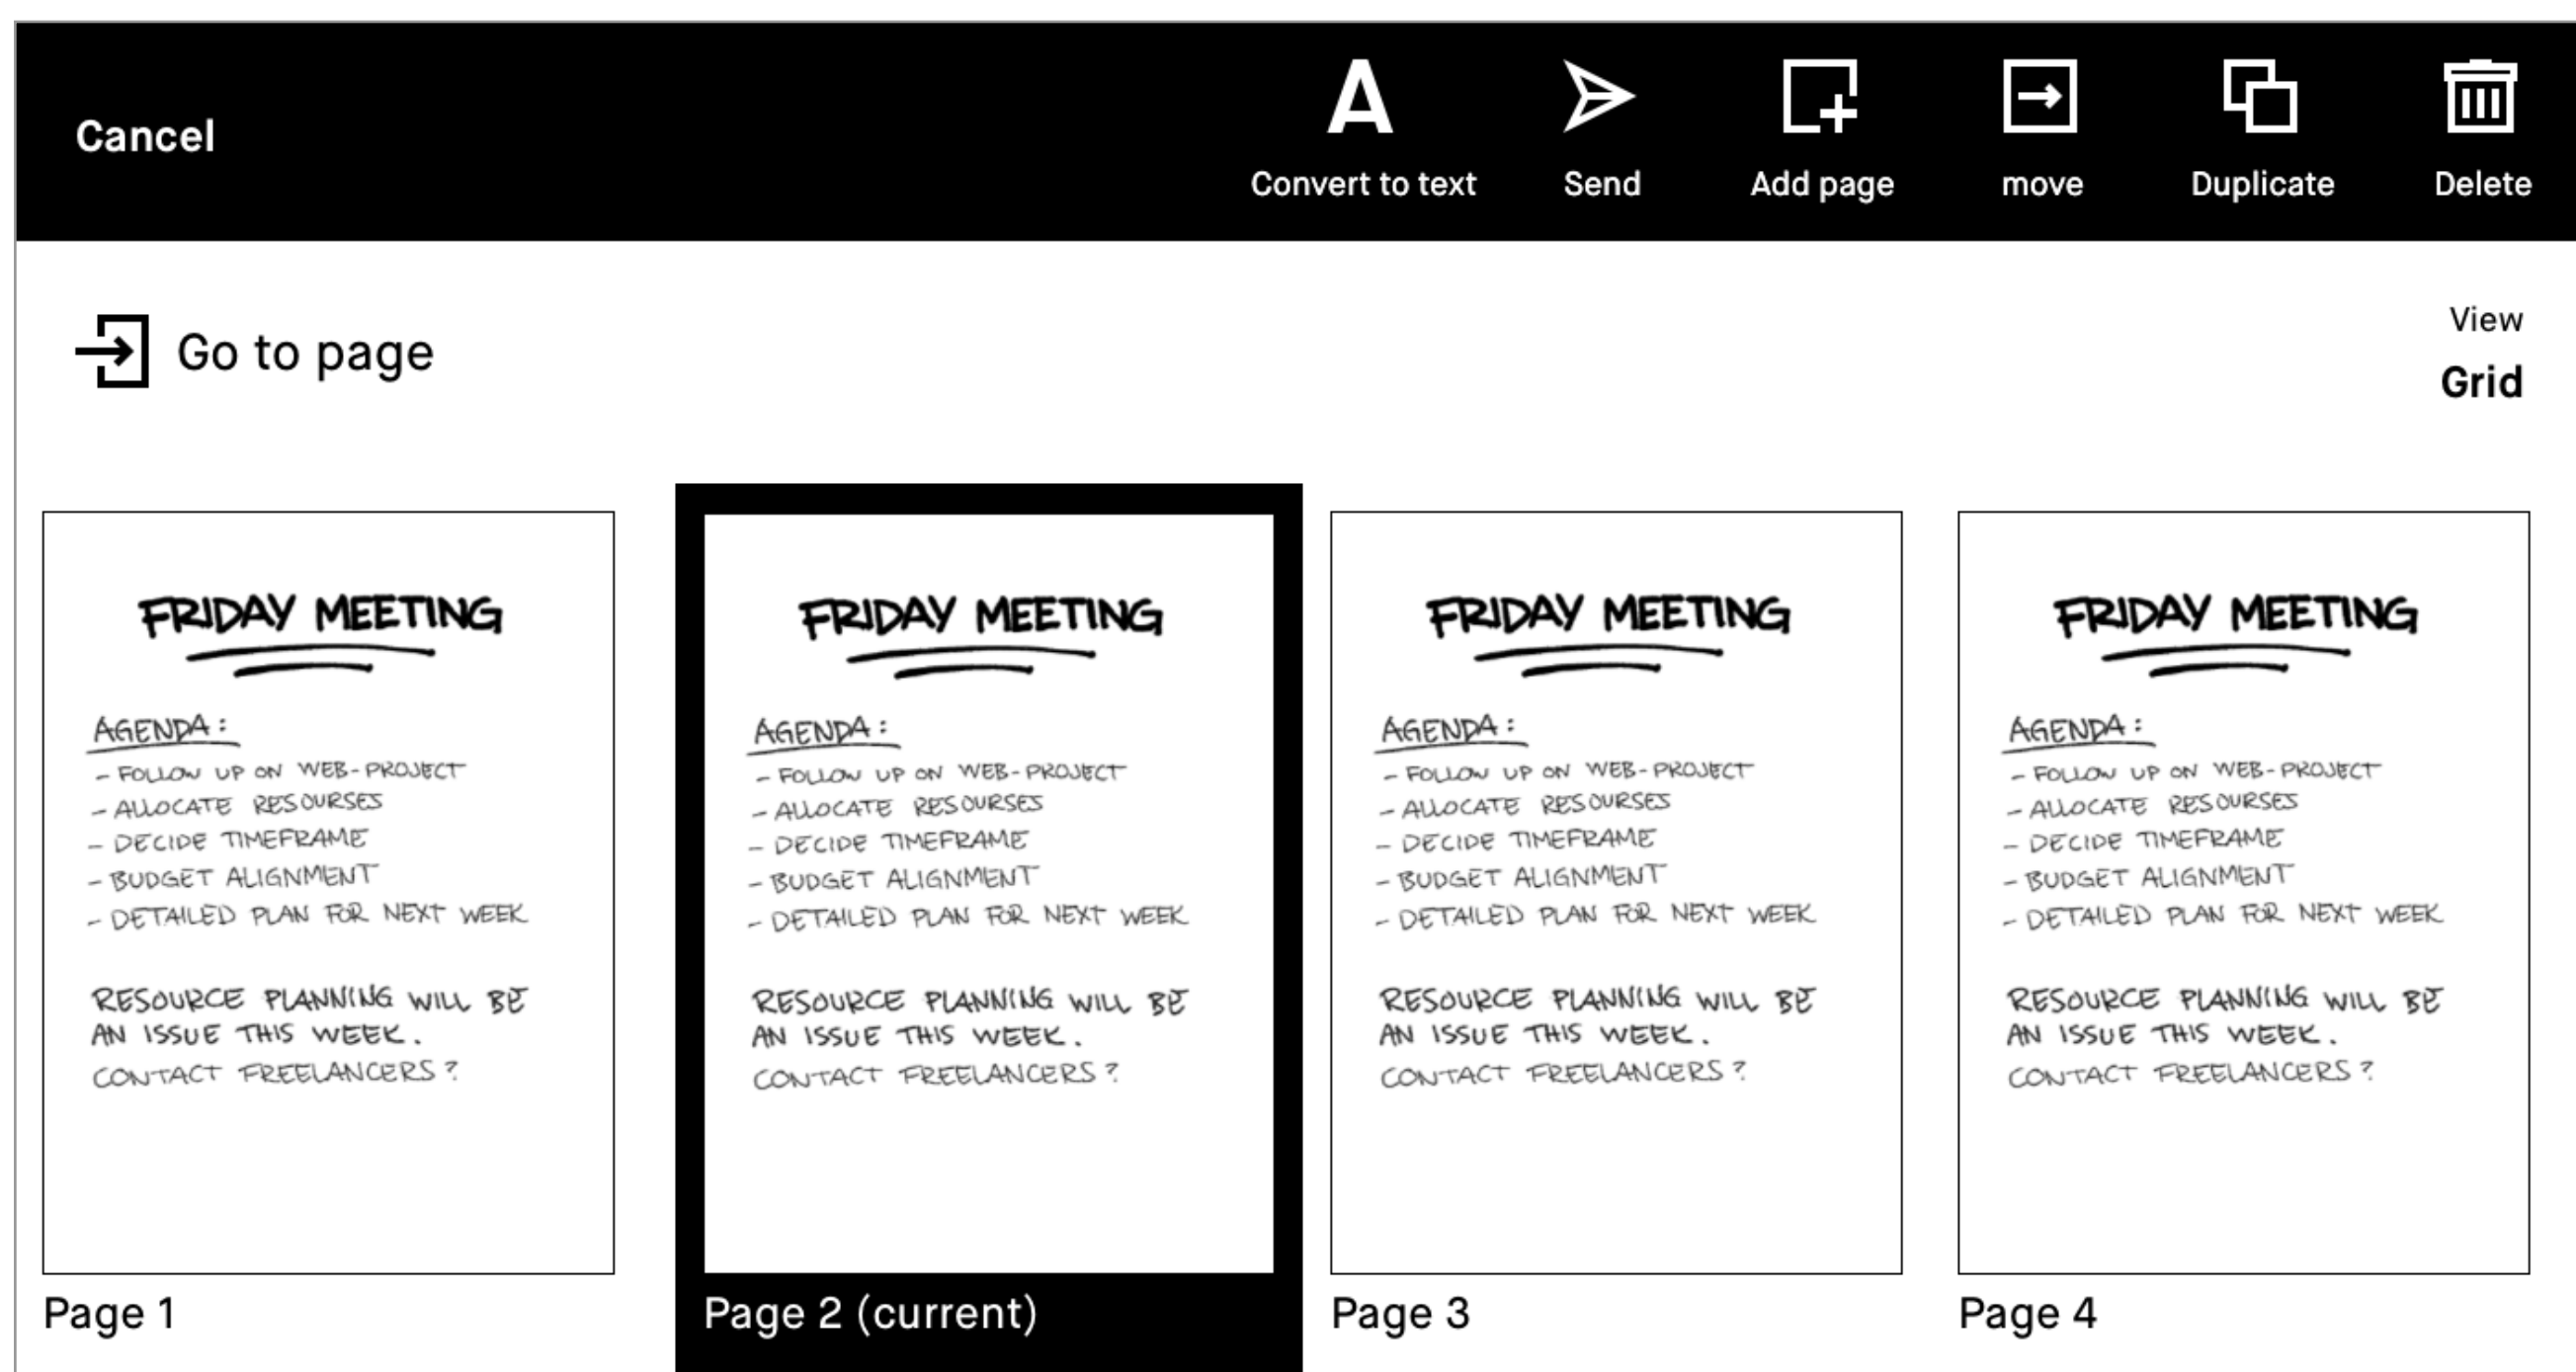 Cancel
Convert to text
Send
Add page
move
Duplicate
Delete
Go to page
View
Grid
FRIDAY MEETING
AGENDA:
- FOLLOW UP ON WEB-PROJECT
- ALLOCATE RESOURSES
- DECIDE TIMEFRAME
- BUDGET ALIGNMENT
- DETAILED PLAN FOR NEXT WEEK
RESOURCE PLANNING WILL BE
AN ISSUE THIS WEEK.
CONTACT FREELANCERS?
Page 1
FRIDAY MEETING
AGENDA:
- FOLLOW UP ON WEB-PROJECT
- ALLOCATE RESOURSES
- DECIDE TIMEFRAME
- BUDGET ALIGNMENT
- DETAILED PLAN FOR NEXT WEEK
RESOURCE PLANNING WILL BE
AN ISSUE THIS WEEK.
CONTACT FREELANCERS?
Page 2 (current)
FRIDAY MEETING
AGENDA:
- FOLLOW UP ON WEB-PROJECT
- ALLOCATE RESOURSES
- DECIDE TIMEFRAME
- BUDGET ALIGNMENT
- DETAILED PLAN FOR NEXT WEEK
RESOURCE PLANNING WILL BE
AN ISSUE THIS WEEK.
CONTACT FREELANCERS?
Page 3
FRIDAY MEETING
AGENDA:
- FOLLOW UP ON WEB-PROJECT
- ALLOCATE RESOURSES
- DECIDE TIMEFRAME
- BUDGET ALIGNMENT
- DETAILED PLAN FOR NEXT WEEK
RESOURCE PLANNING WILL BE
AN ISSUE THIS WEEK.
CONTACT FREELANCERS?
Page 4